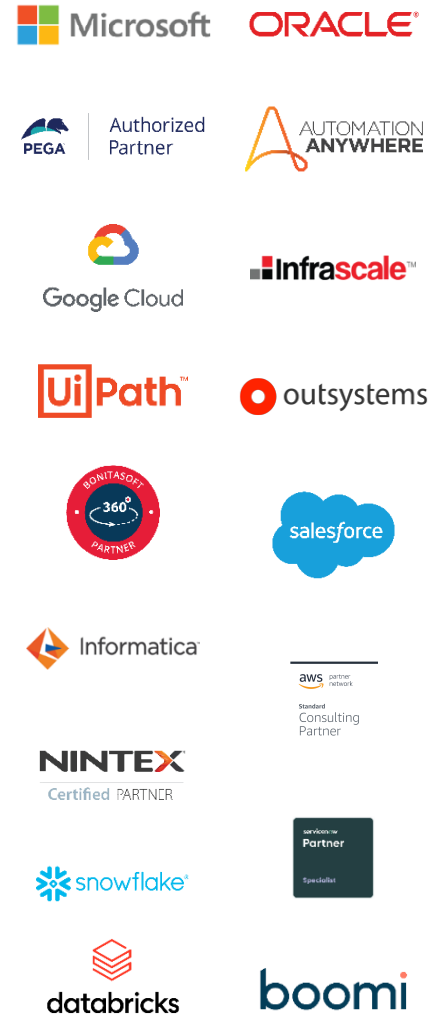 Microsoft
ORACLE®
PEGA
Authorized
Partner
AUTOMATION
ANYWHERE
Google Cloud
Infrascale™
UiPath™
outsystems
BONITASOFT
360°
PARTNER
salesforce
Informatica
aws
partner
network
Standard
Consulting
Partner
NINTEX
Certified PARTNER
servicenow
Partner
Specialist
snowflake®
databricks
boomi